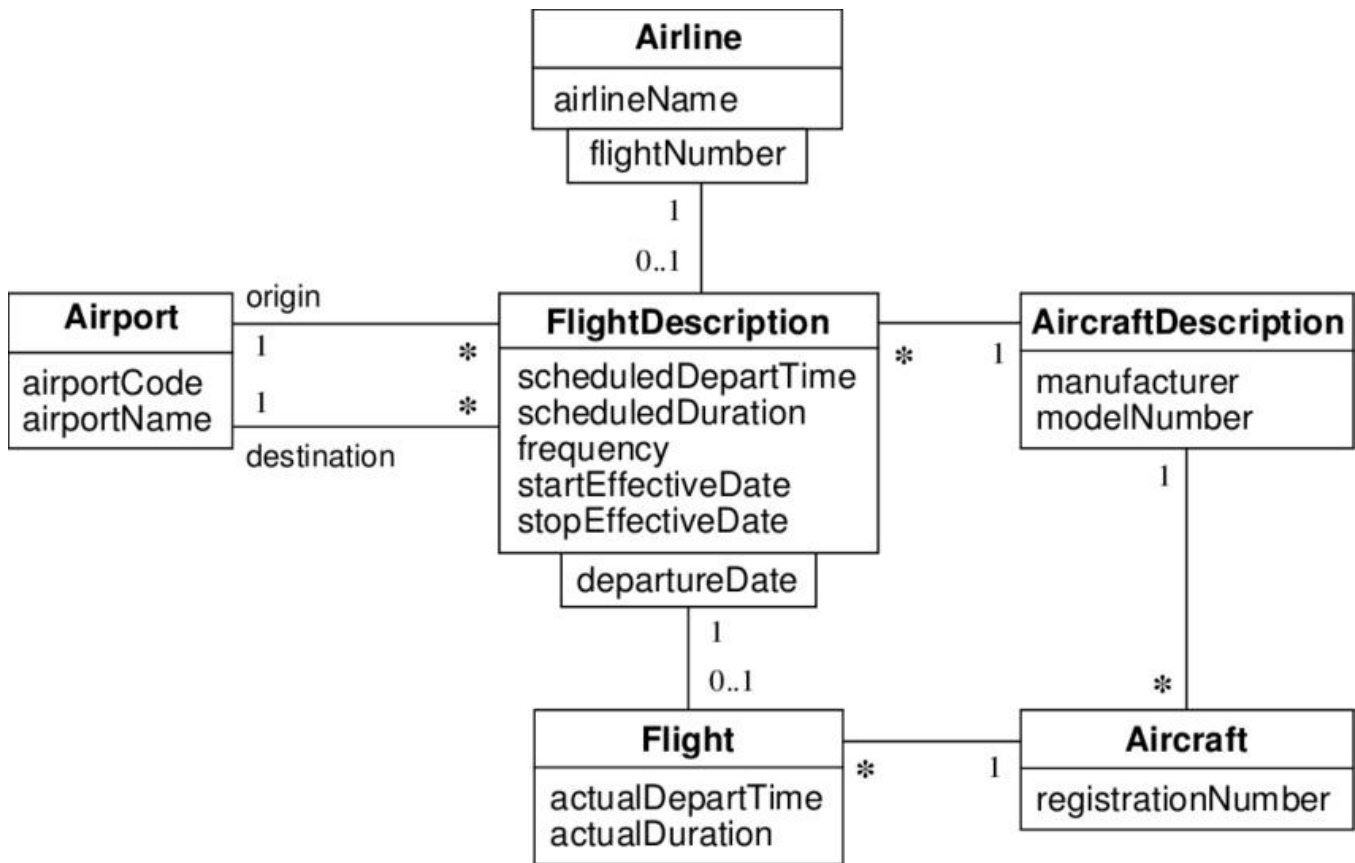 Airline
airlineName
flightNumber
1
0..1
origin
Airport
1
*
airportCode
airportName
1
*
destination
FlightDescription
scheduledDepartTime
scheduledDuration
frequency
startEffectiveDate
stopEffectiveDate
departureDate
*
1
AircraftDescription
manufacturer
modelNumber
1
*
1
0..1
Flight
actualDepartTime
actualDuration
*
1
Aircraft
registrationNumber